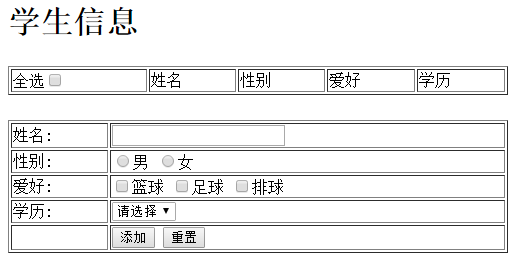 学生信息
全选 姓名 性别 爱好 学历
姓名:
性别: 男 女
爱好: 篮球 足球 排球
学历: 请选择
添加 重置